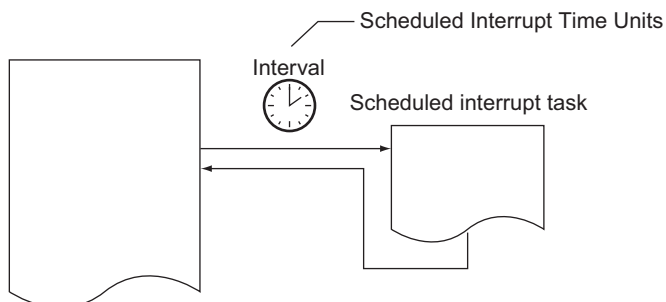 Scheduled Interrupt Time Units
Interval
Scheduled interrupt task